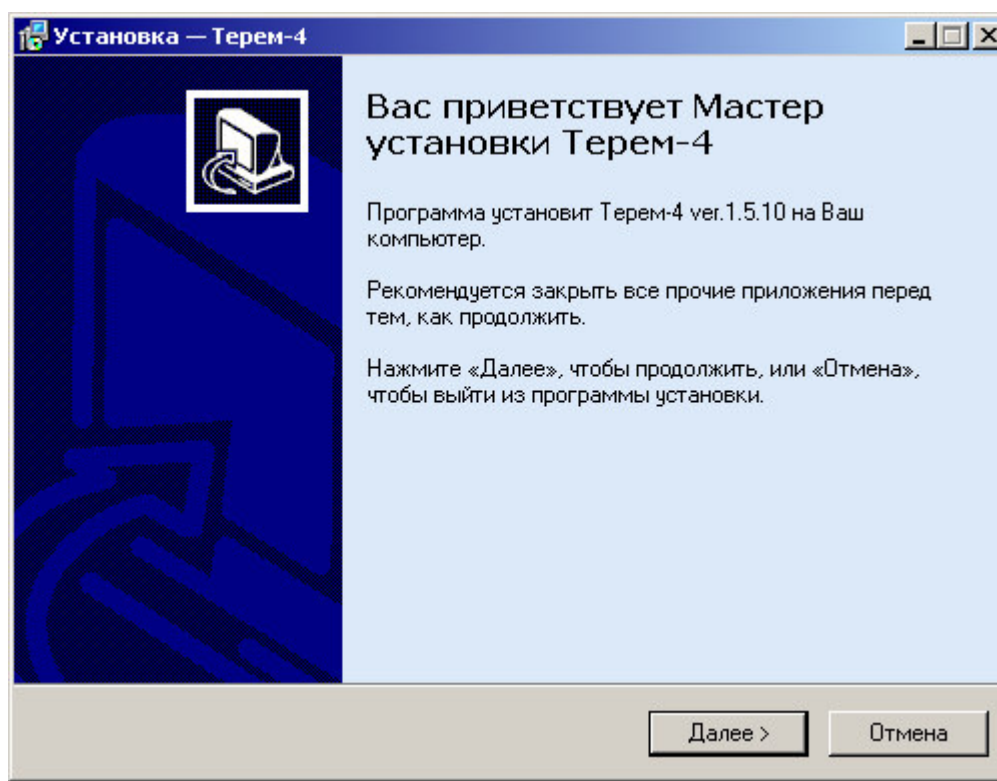 Установка — Терем-4
Вас приветствует Мастер
установки Терем-4
Программа установит Терем-4 ver.1.5.10 на Ваш
компьютер.
Рекомендуется закрыть все прочие приложения перед
тем, как продолжить.
Нажмите «Далее», чтобы продолжить, или «Отмена»,
чтобы выйти из программы установки.
Далее >
Отмена